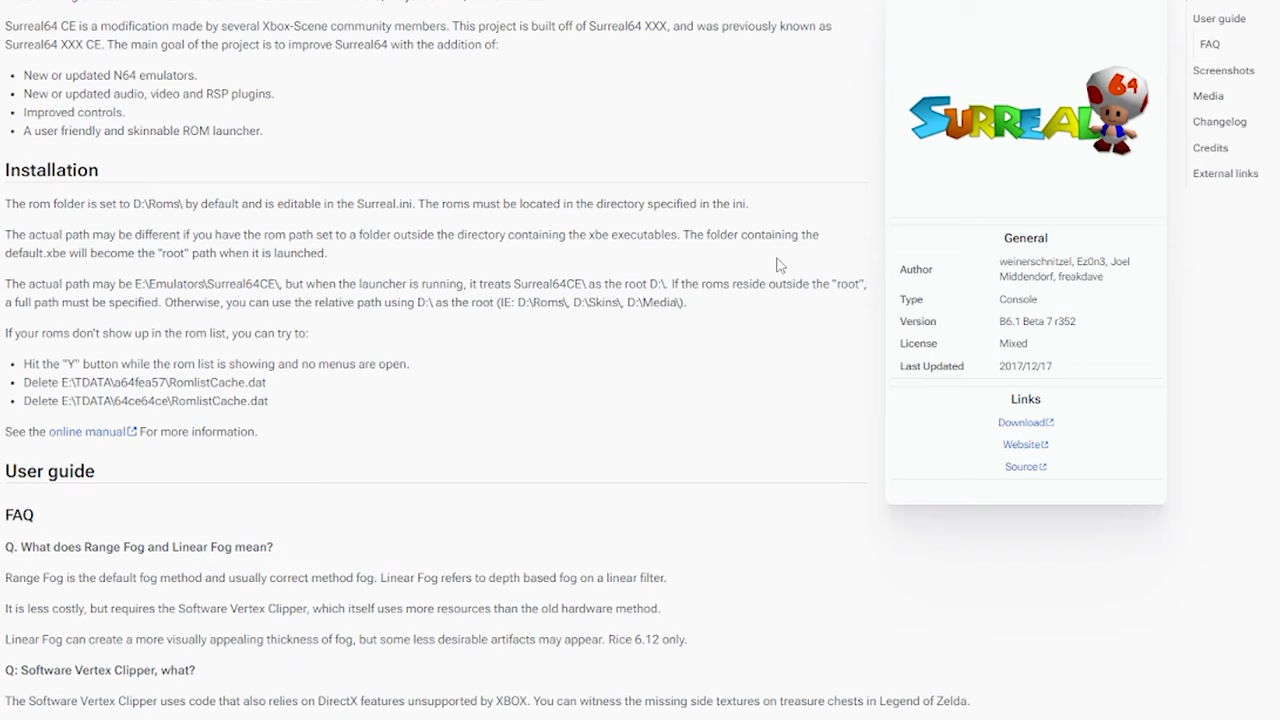 Surreal64 CE is a modification made by several Xbox-Scene community members. This project is built off of Surreal64 XXX, and was previously known as
Surreal64 XXX CE. The main goal of the project is to improve Surreal64 with the addition of:
• New or updated N64 emulators.
• New or updated audio, video and RSP plugins.
• Improved controls.
• A user friendly and skinnable ROM launcher.
Installation
The rom folder is set to D:\Roms\ by default and is editable in the Surreal.ini. The roms must be located in the directory specified in the ini.
The actual path may be different if you have the rom path set to a folder outside the directory containing the xbe executables. The folder containing the
default.xbe will become the "root" path when it is launched.
The actual path may be E:\Emulators\Surreal64CE\, but when the launcher is running, it treats Surreal64CE\ as the root D:\. If the roms reside outside the "root",
a full path must be specified. Otherwise, you can use the relative path using D:\ as the root (IE: D:\Roms\, D:\Skins\, D:\Media\).
If your roms don't show up in the rom list, you can try to:
• Hit the "Y" button while the rom list is showing and no menus are open.
• Delete E:\TDATA\a64fea57\RomlistCache.dat
• Delete E:\TDATA\64ce64ce\RomlistCache.dat
See the online manual For more information.
User guide
FAQ
Q. What does Range Fog and Linear Fog mean?
Range Fog is the default fog method and usually correct method fog. Linear Fog refers to depth based fog on a linear filter.
It is less costly, but requires the Software Vertex Clipper, which itself uses more resources than the old hardware method.
Linear Fog can create a more visually appealing thickness of fog, but some less desirable artifacts may appear. Rice 6.12 only.
Q: Software Vertex Clipper, what?
The Software Vertex Clipper uses code that also relies on DirectX features unsupported by XBOX. You can witness the missing side textures on treasure chests in Legend of Zelda.
SURREAL 64
General
Author weinerschnitzel, Ez0n3, Joel
Middendorf, freakdave
Type Console
Version B6.1 Beta 7 r352
License Mixed
Last Updated 2017/12/17
Links
Download
Website
Source
User guide
FAQ
Screenshots
Media
Changelog
Credits
External links